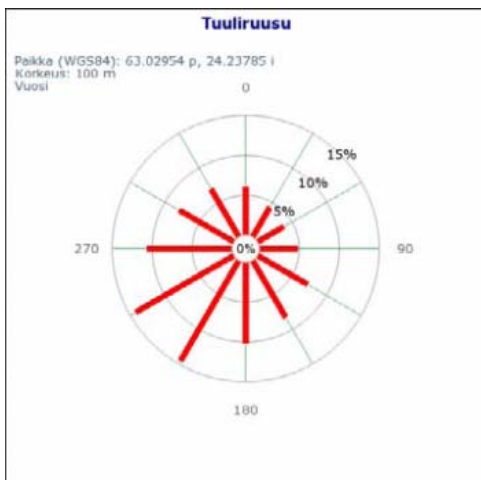 Tuuliruusu
Paikka (WGS84): 63.02954 p, 24.23785 i
Korkeus: 100 m
Vuosi
0
15%
10%
5%
270
0%
90
180